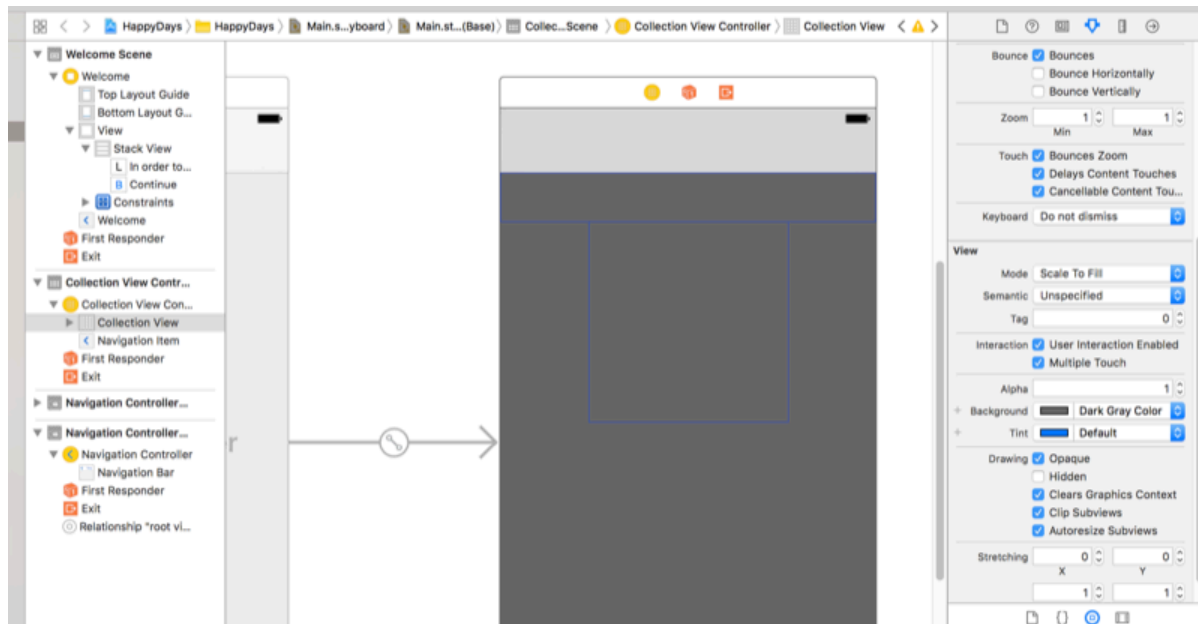 HappyDays HappyDays Main.s...yboard Main.st...(Base) Collec...Scene Collection View Controller Collection View
Welcome Scene
Welcome
Top Layout Guide
Bottom Layout G...
View
Stack View
L In order to...
B Continue
Constraints
Welcome
First Responder
Exit
Collection View Contr...
Collection View Con...
Collection View
Navigation Item
First Responder
Exit
Navigation Controller...
Navigation Controller...
Navigation Controller
Navigation Bar
First Responder
Exit
Relationship "root vi...
r
Bounce Bounces
Bounce Horizontally
Bounce Vertically
Zoom 1 1
Min Max
Touch Bounces Zoom
Delays Content Touches
Cancellable Content Tou...
Keyboard Do not dismiss
View
Mode Scale To Fill
Semantic Unspecified
Tag 0
Interaction User Interaction Enabled
Multiple Touch
Alpha 1
Background Dark Gray Color
Tint Default
Drawing Opaque
Hidden
Clears Graphics Context
Clip Subviews
Autoresize Subviews
Stretching 0 0
X Y
1 1